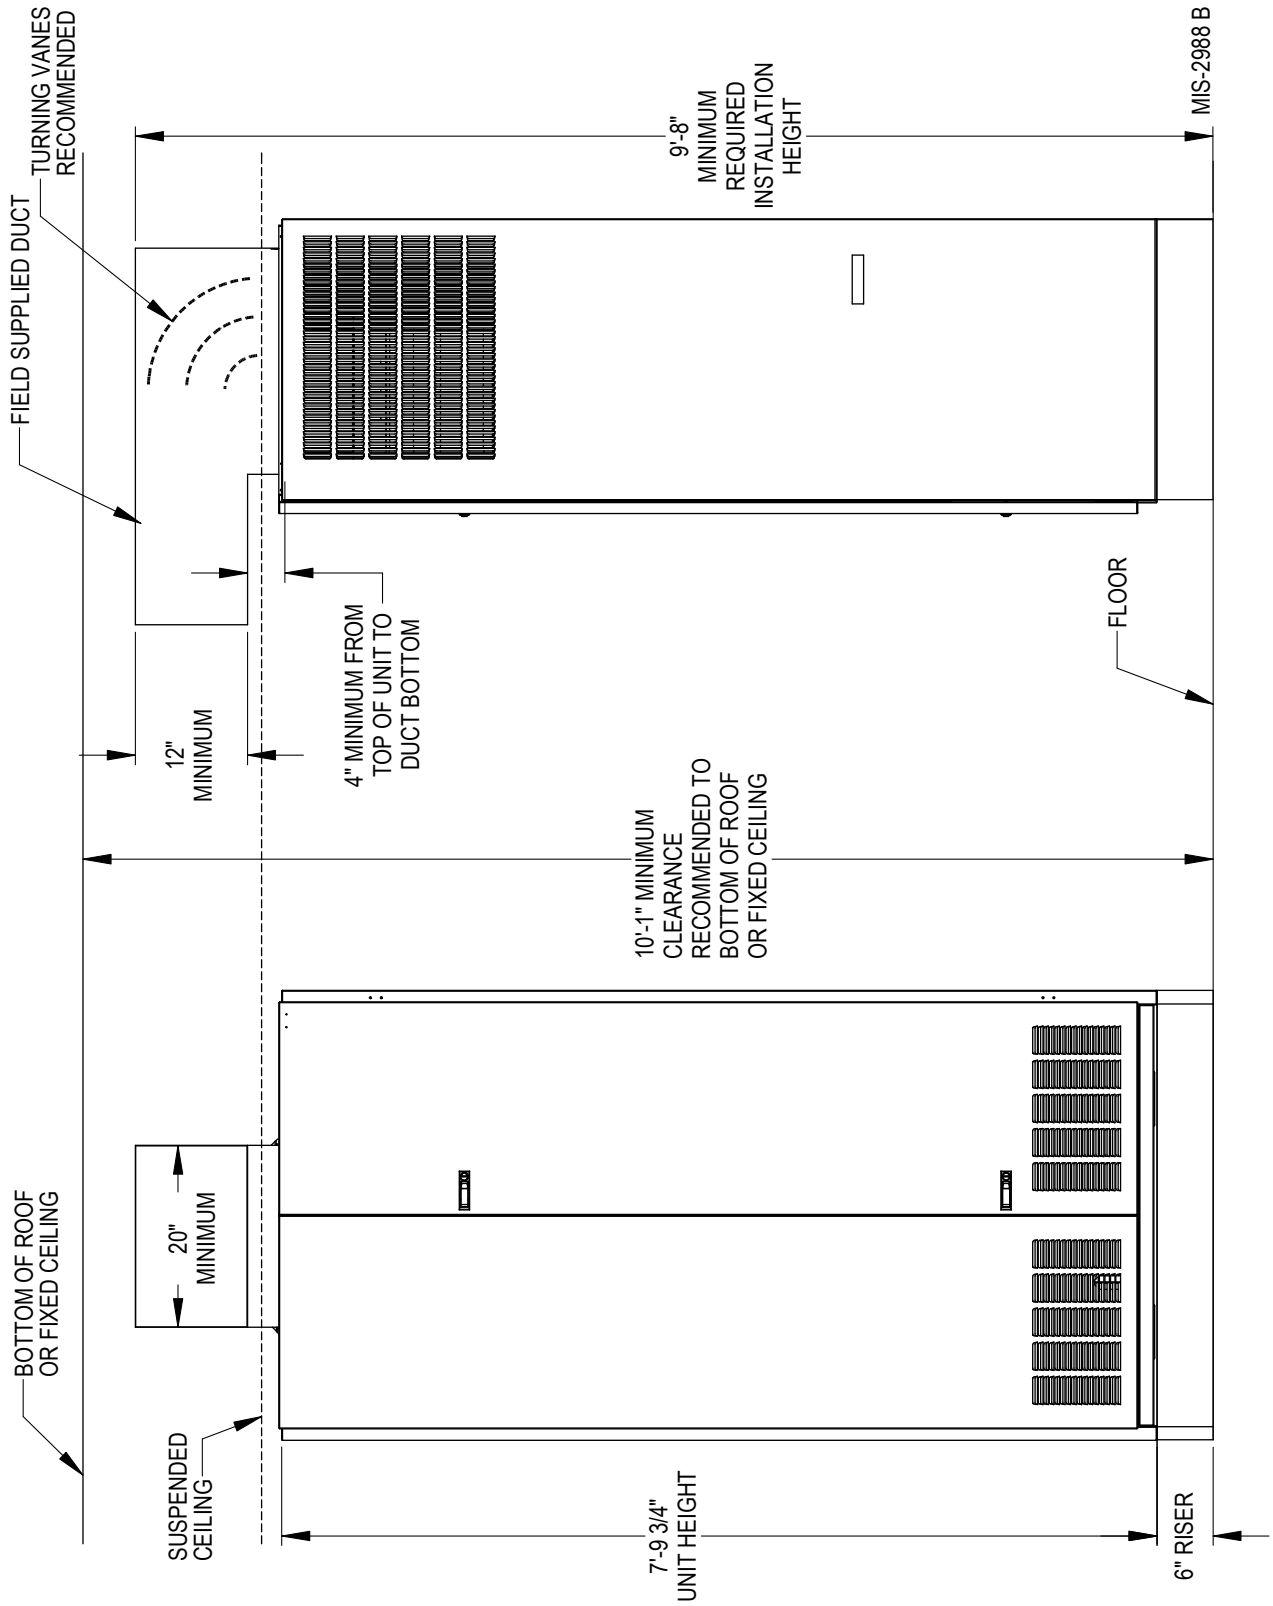 BOTTOM OF ROOF
OR FIXED CEILING
SUSPENDED
CEILING
20"
MINIMUM
7'-9 3/4"
UNIT HEIGHT
6" RISER
10'-1" MINIMUM
CLEARANCE
RECOMMENDED TO
BOTTOM OF ROOF
OR FIXED CEILING
12"
MINIMUM
4" MINIMUM FROM
TOP OF UNIT TO
DUCT BOTTOM
FLOOR
FIELD SUPPLIED DUCT
TURNING VANES
RECOMMENDED
9'-8"
MINIMUM
REQUIRED
INSTALLATION
HEIGHT
MIS-2988 B